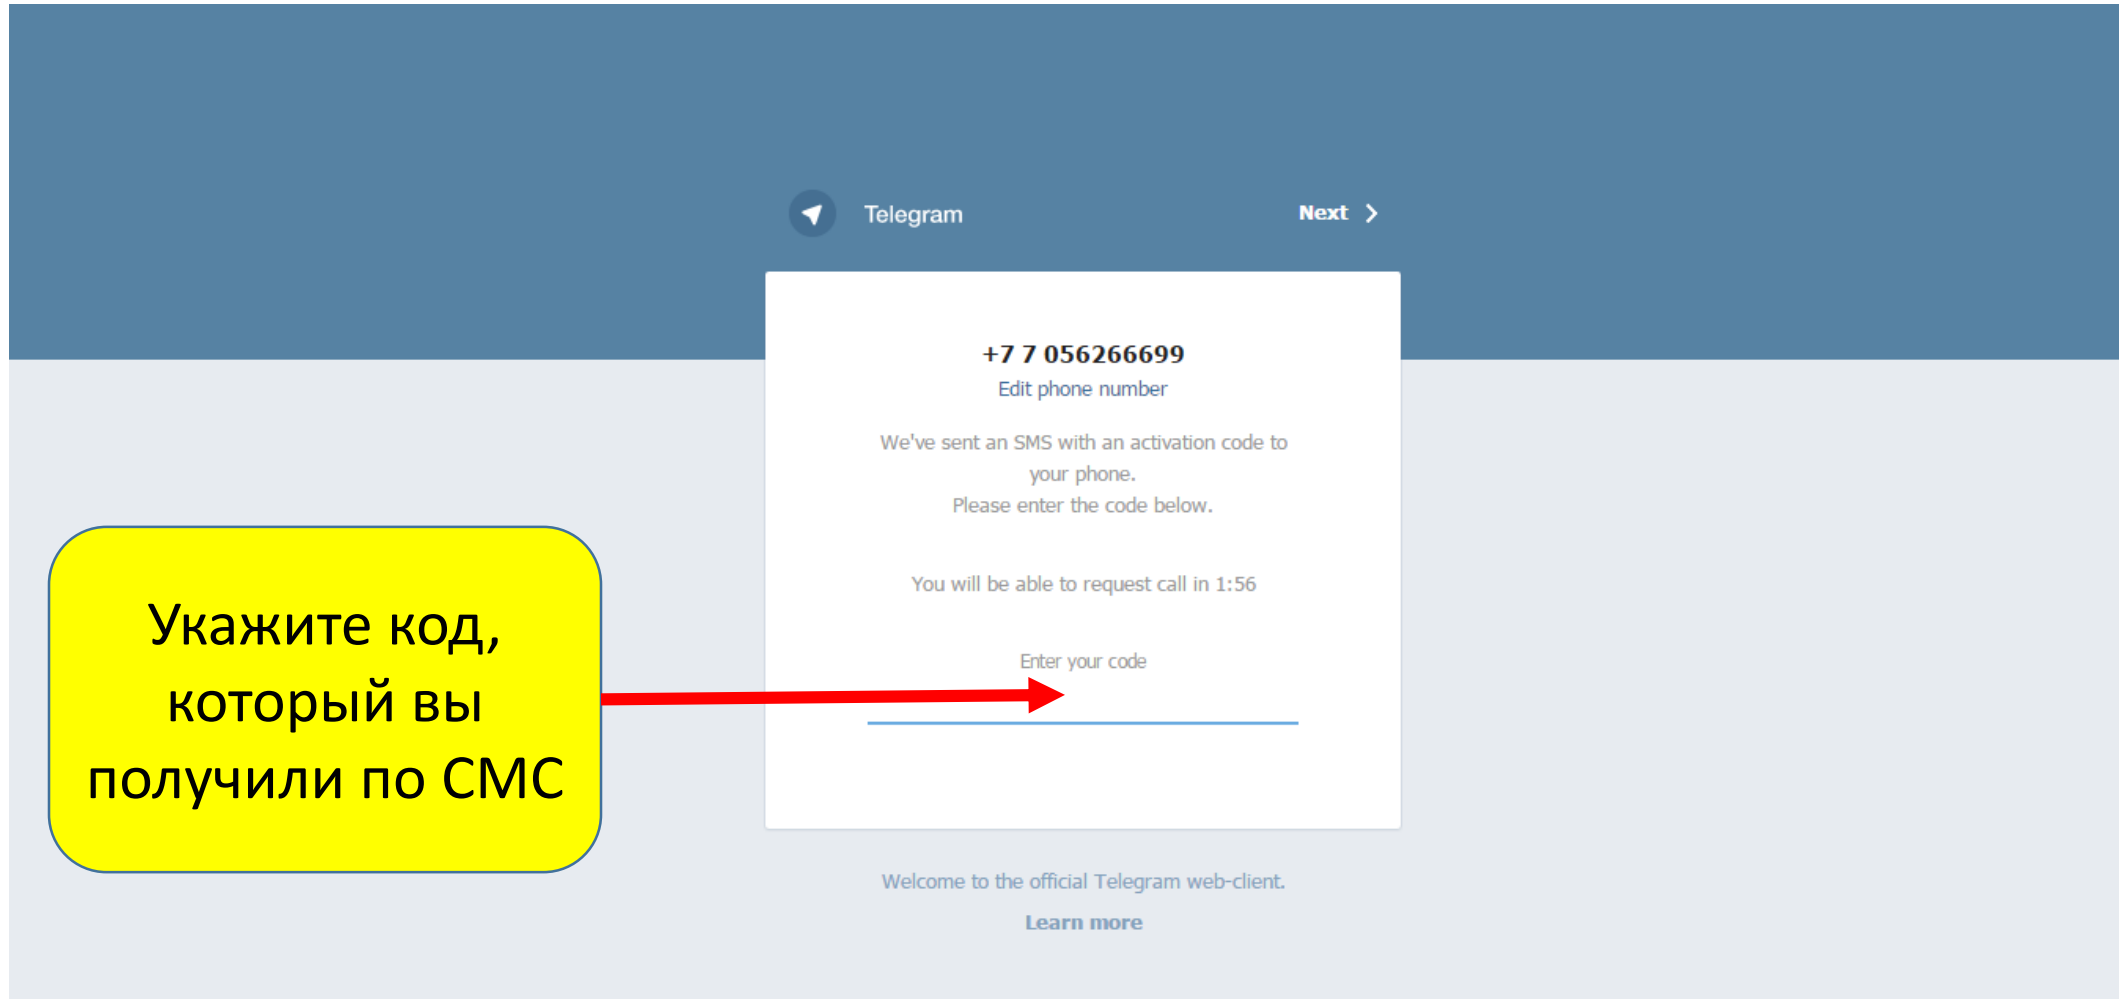 Telegram
Next
+7 7 056266699
Edit phone number
We've sent an SMS with an activation code to
your phone.
Please enter the code below.
You will be able to request call in 1:56
Enter your code
Укажите код,
который вы
получили по СМС
Welcome to the official Telegram web-client.
Learn more